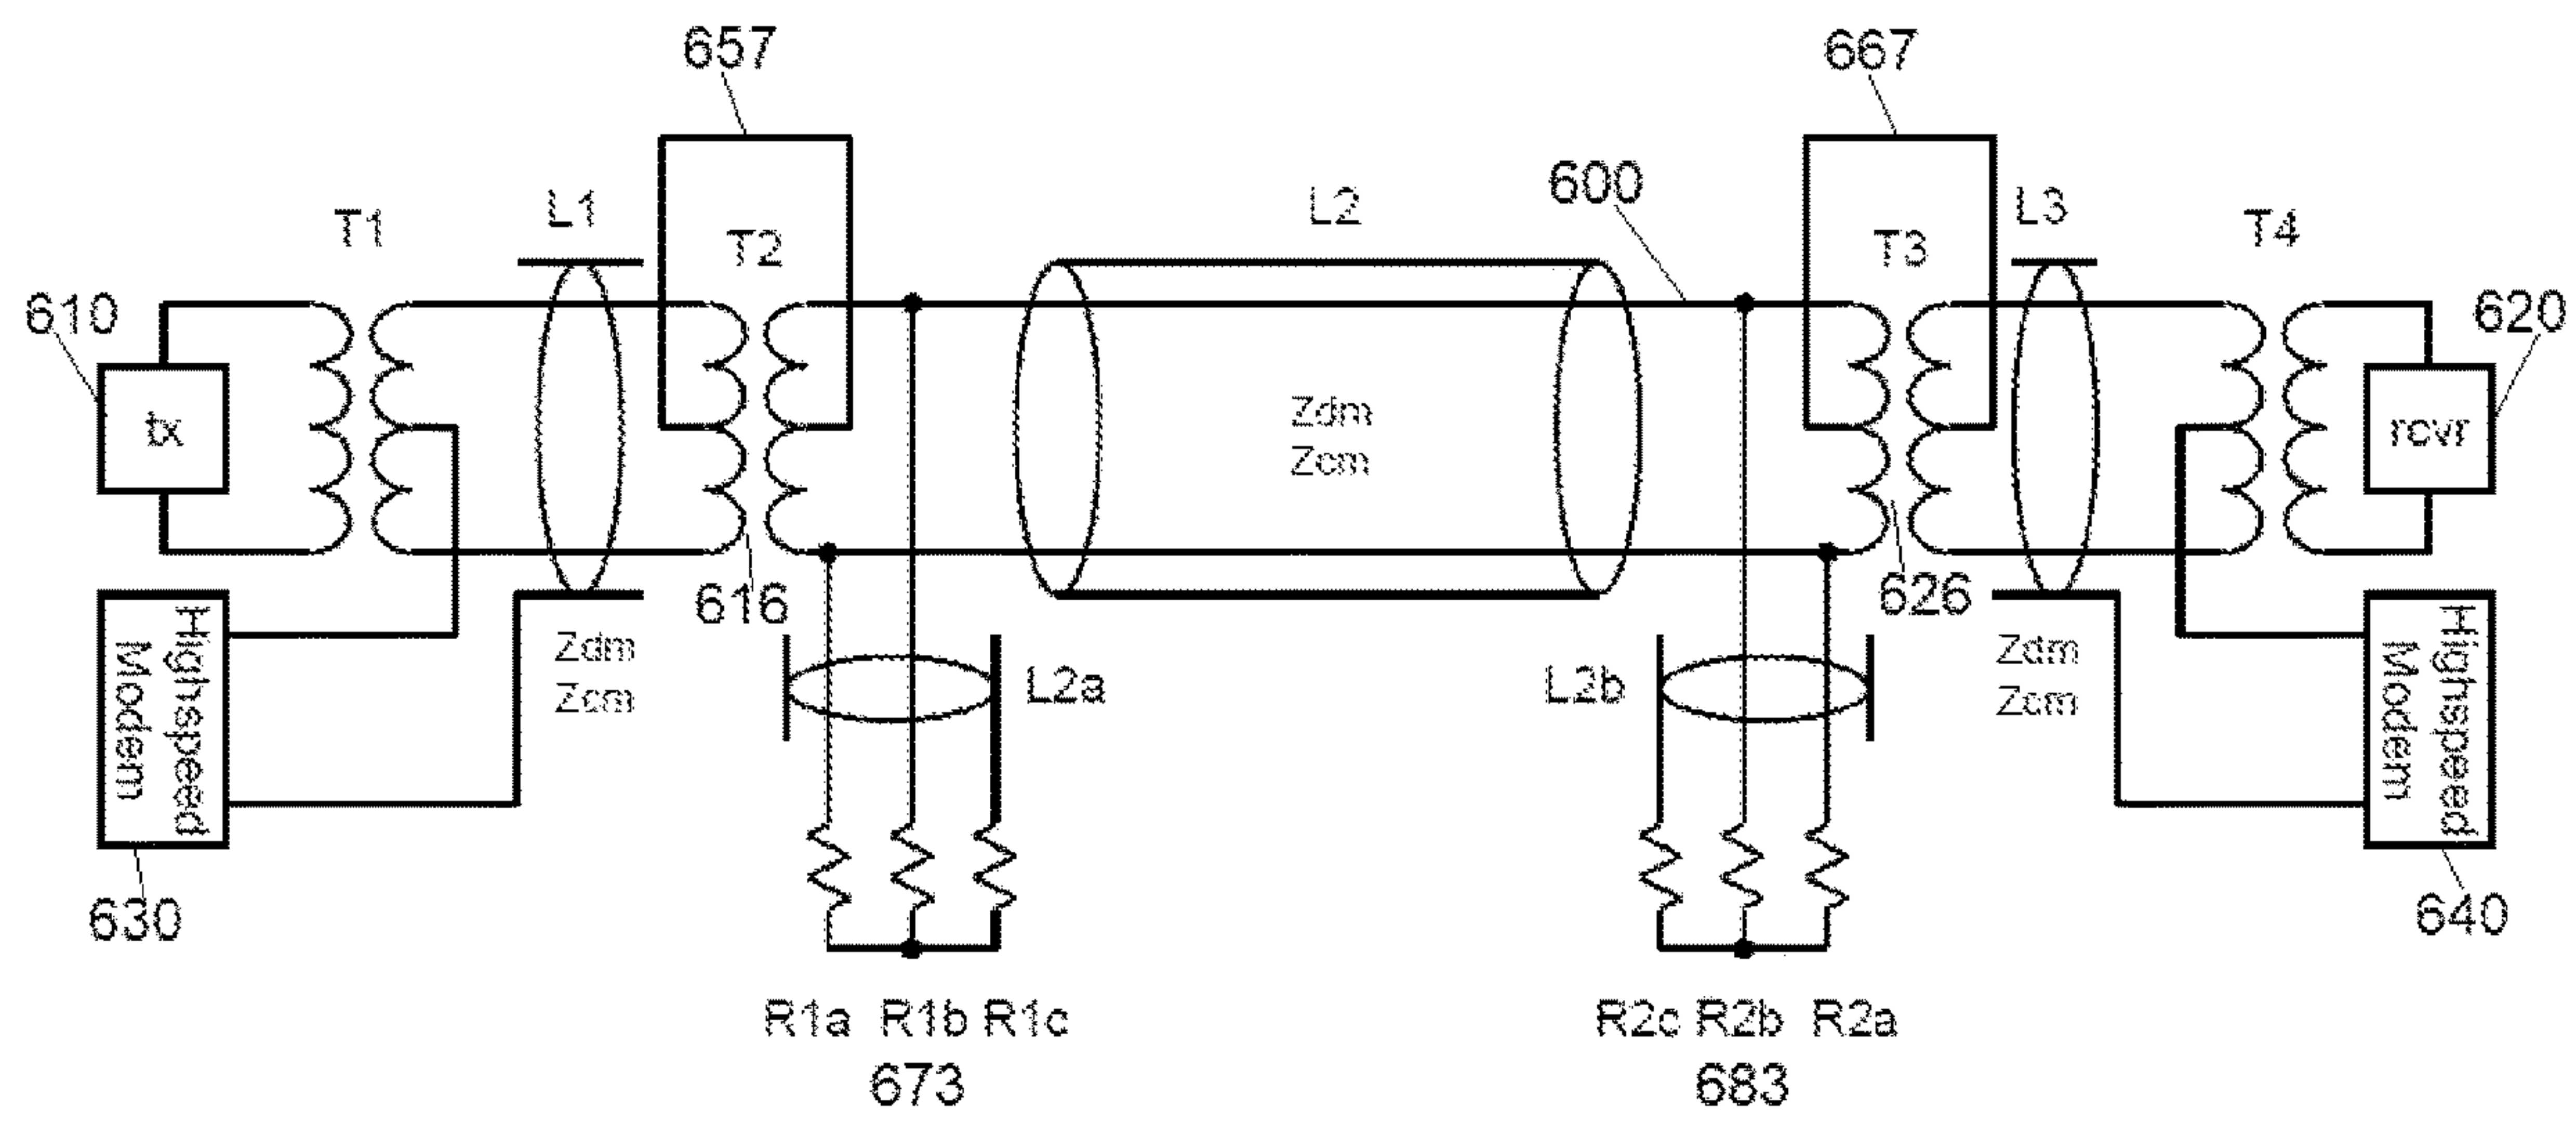 657
667
600
L1
L2
L3
T1
T2
T3
T4
610
620
tx
rcvr
Zdm
Zcm
616
626
Zdm
Zcm
Zdm
Zcm
L2a
L2b
Highspeed
Modem
Highspeed
Modem
630
640
R1a R1b R1c
R2c R2b R2a
673
683